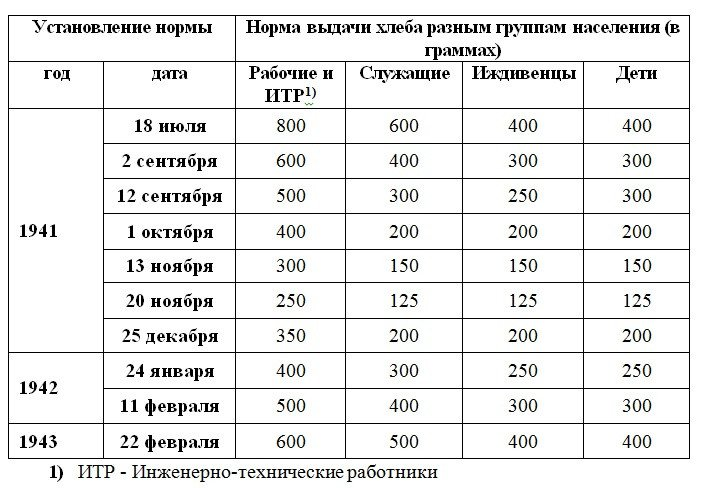 Установление нормы Норма выдачи хлеба разным группам населения (в
граммах)
год дата Рабочие и Служащие Иждивенцы Дети
ИТР1)
18 июля 800 600 400 400
2 сентября 600 400 300 300
12 сентября 500 300 250 300
1941 1 октября 400 200 200 200
13 ноября 300 150 150 150
20 ноября 250 125 125 125
25 декабря 350 200 200 200
1942 24 января 400 300 250 250
11 февраля 500 400 300 300
1943 22 февраля 600 500 400 400
1) ИТР - Инженерно-технические работники